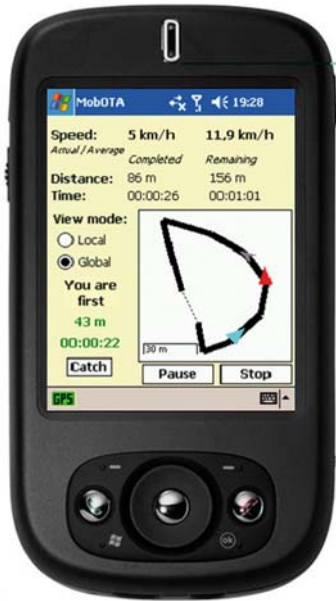 MobOTA 19:28
Speed: 5 km/h 11,9 km/h
Actual / Average
Completed Remaining
Distance: 86 m 156 m
Time: 00:00:26 00:01:01
View mode:
Local
Global
You are
first
43 m
00:00:22
30 m
Catch
Pause Stop
GPS
ok